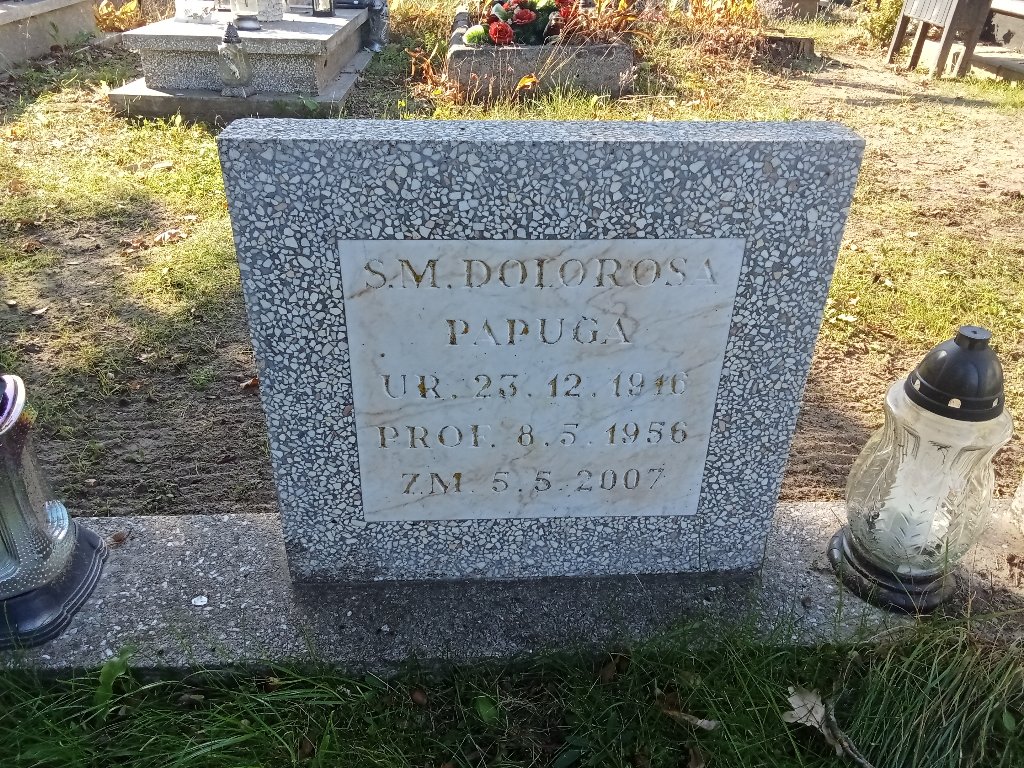 S.M. DOLOROSA
PAPUGA
UR. 23. 12. 1916
PROF. 8. 5. 1956
ZM. 5. 5. 2007